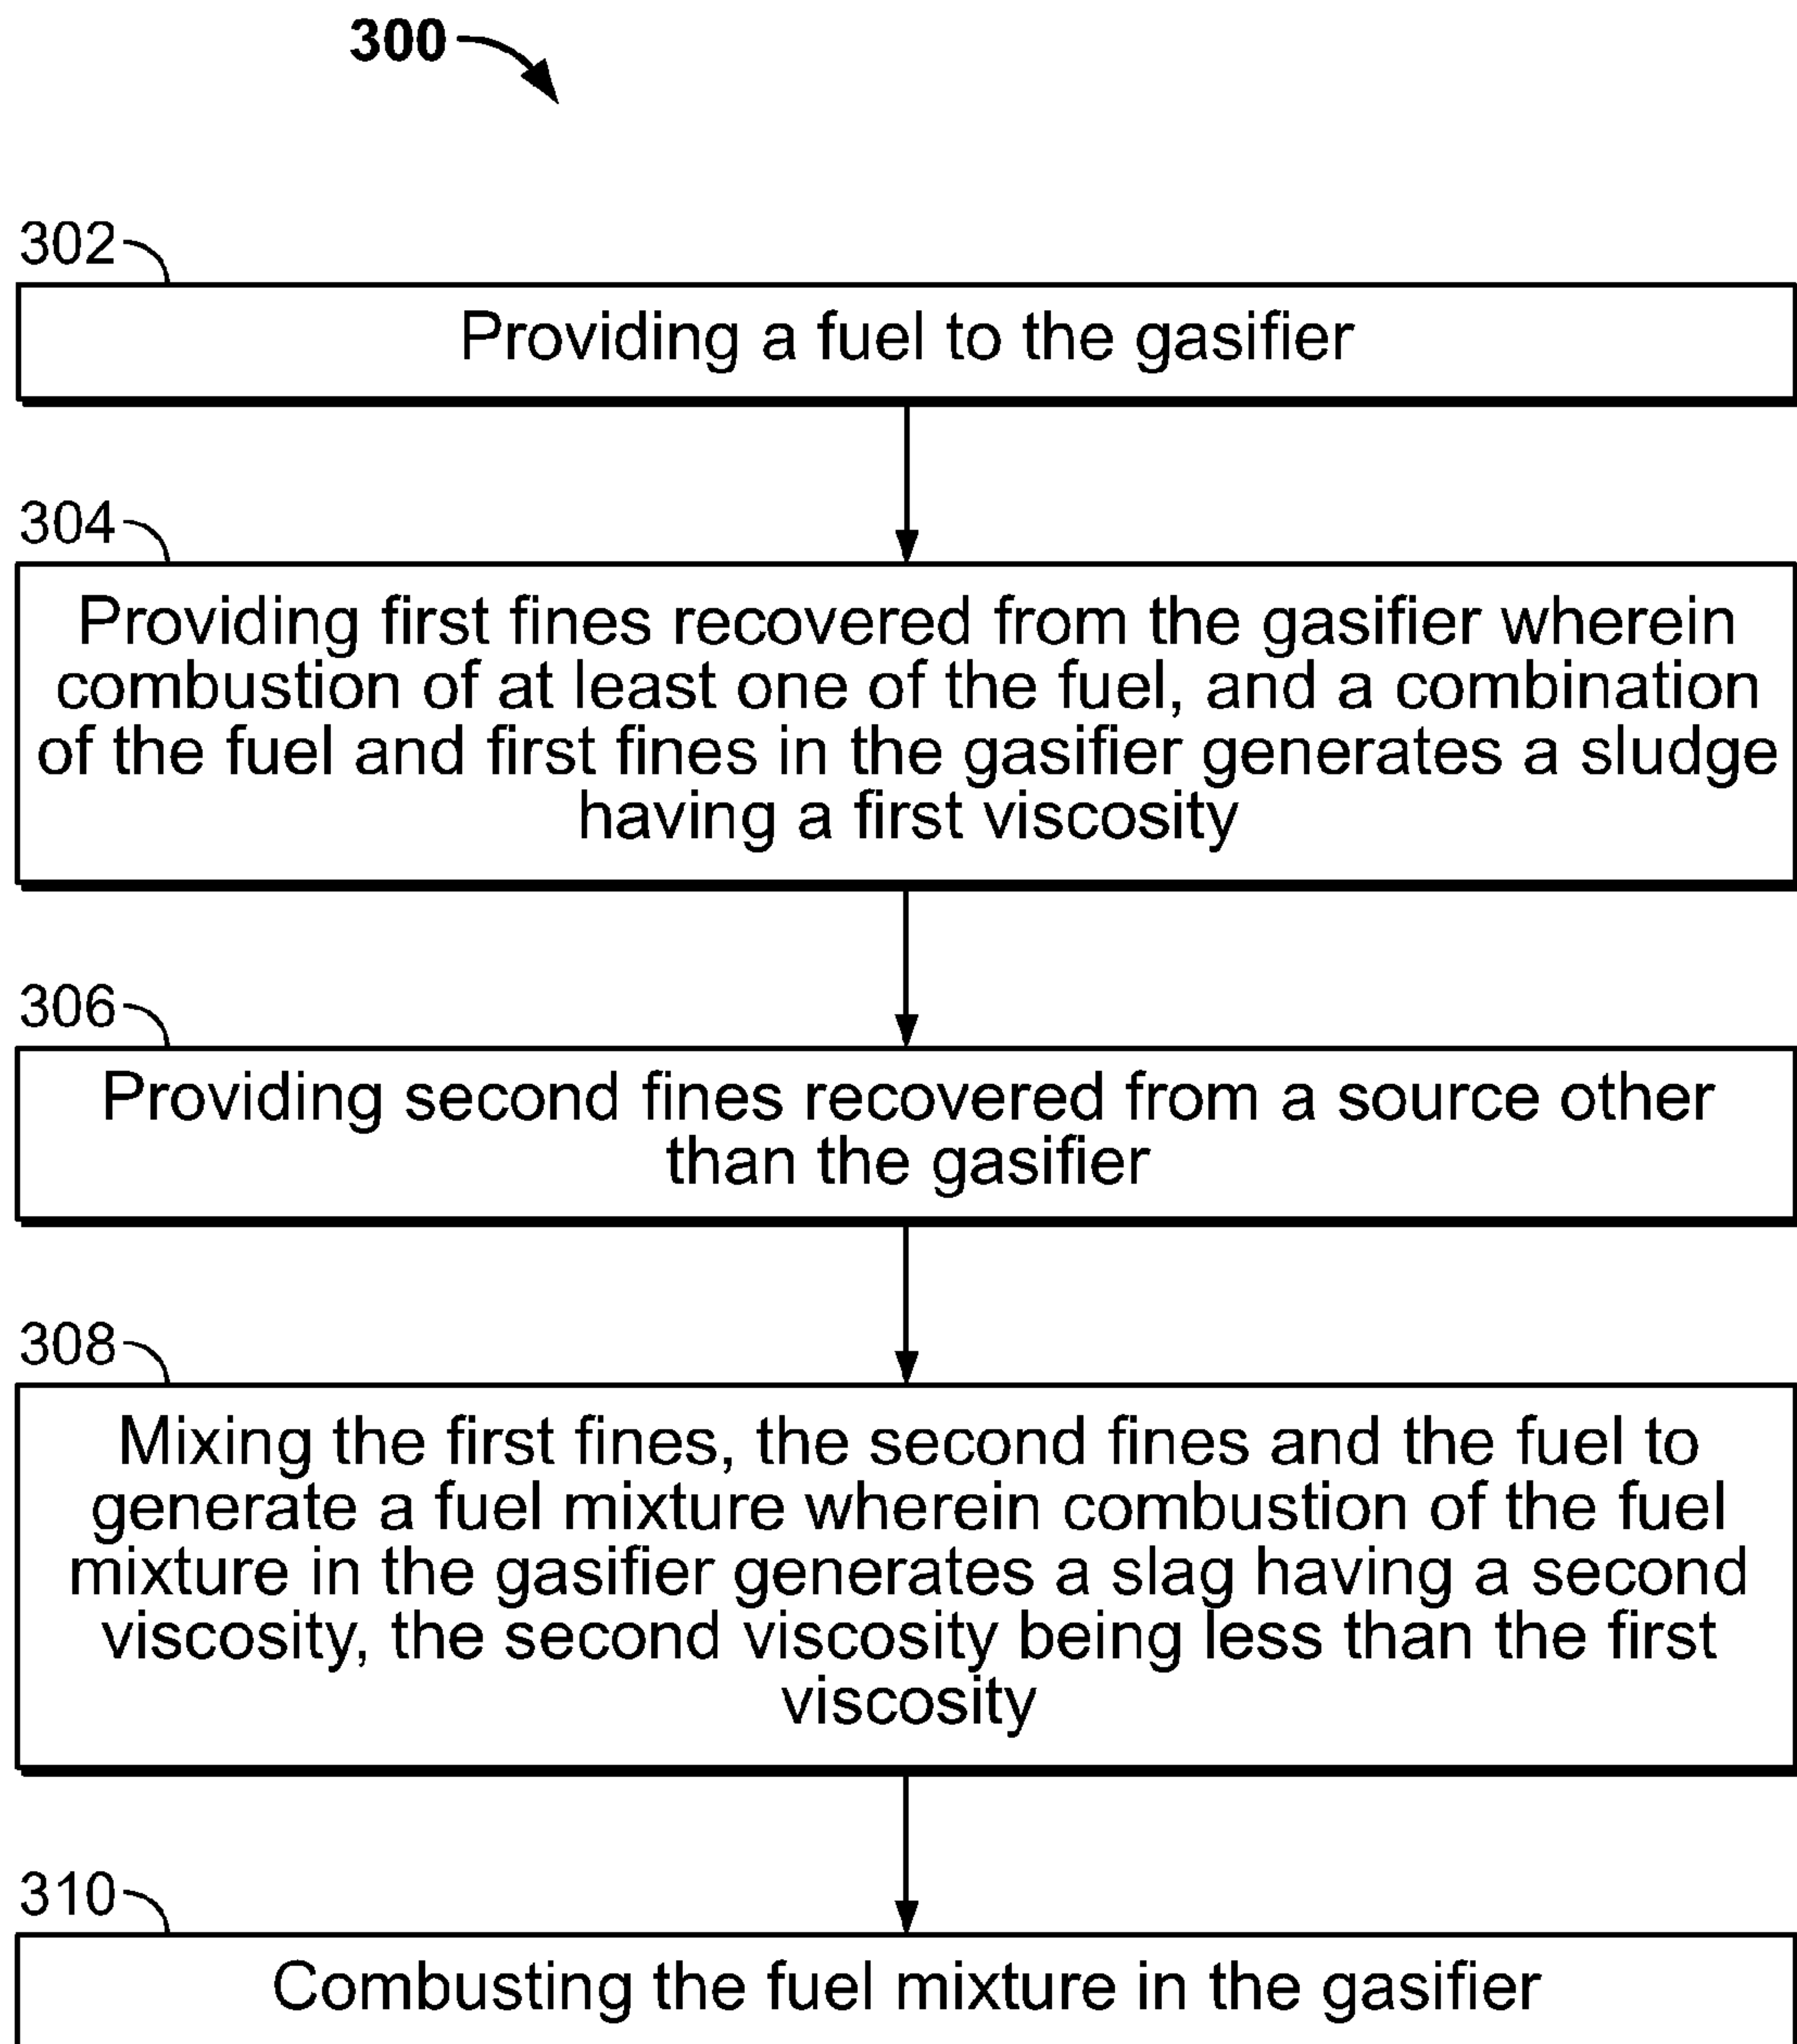 300
302
Providing a fuel to the gasifier
304
Providing first fines recovered from the gasifier wherein
combustion of at least one of the fuel, and a combination
of the fuel and first fines in the gasifier generates a sludge
having a first viscosity
306
Providing second fines recovered from a source other
than the gasifier
308
Mixing the first fines, the second fines and the fuel to
generate a fuel mixture wherein combustion of the fuel
mixture in the gasifier generates a slag having a second
viscosity, the second viscosity being less than the first
viscosity
310
Combusting the fuel mixture in the gasifier